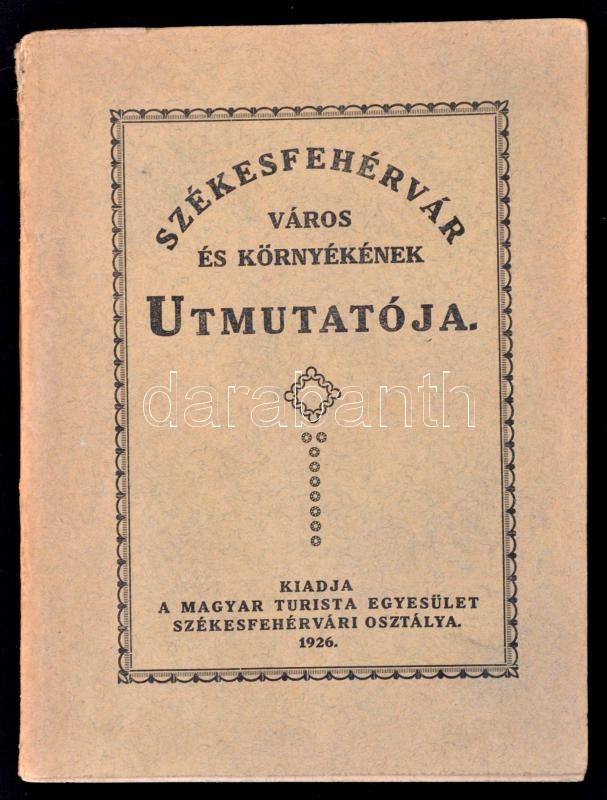 SZÉKESFEHÉRVÁR
VÁROS
ÉS KÖRNYÉKÉNEK
UTMUTATÓJA.
darabanth
KIADJA
A MAGYAR TURISTA EGYESÜLET
SZÉKESFEHÉRVÁRI OSZTÁLYA.
1926.